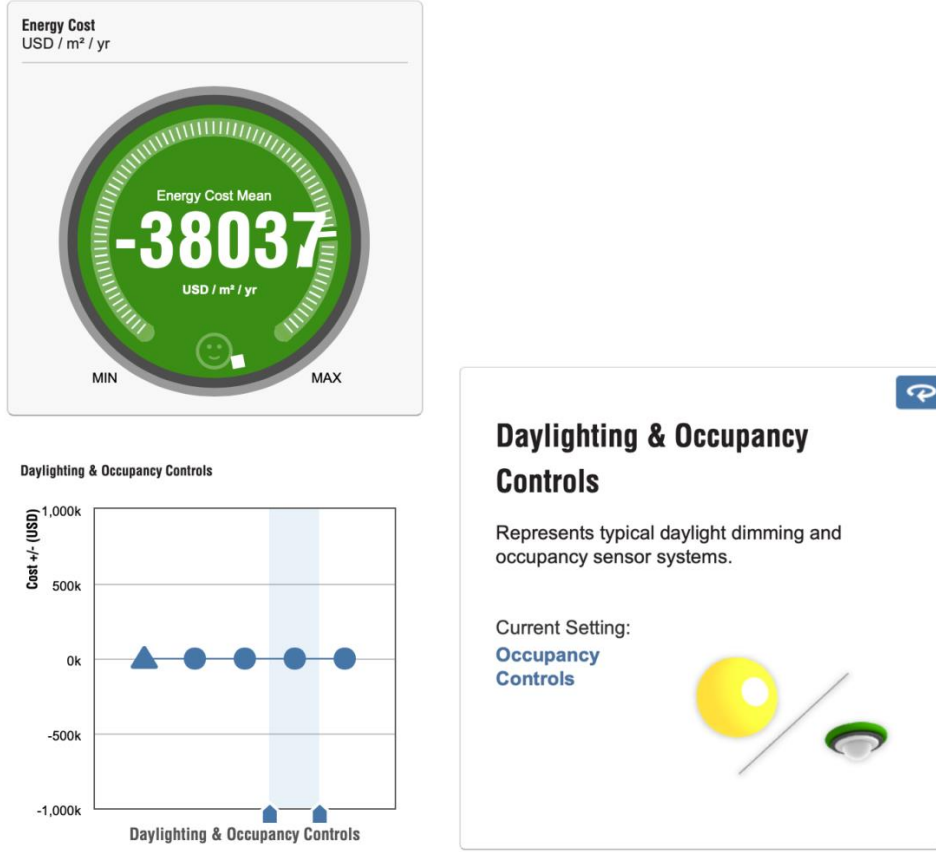 Energy Cost
USD / m² / yr
Energy Cost Mean
-38037
USD / m² / yr
MIN
MAX
Daylighting & Occupancy Controls
Cost +/- (USD)
1,000k
500k
0k
-500k
-1,000k
Daylighting & Occupancy Controls
Daylighting & Occupancy
Controls
Represents typical daylight dimming and
occupancy sensor systems.
Current Setting:
Occupancy
Controls